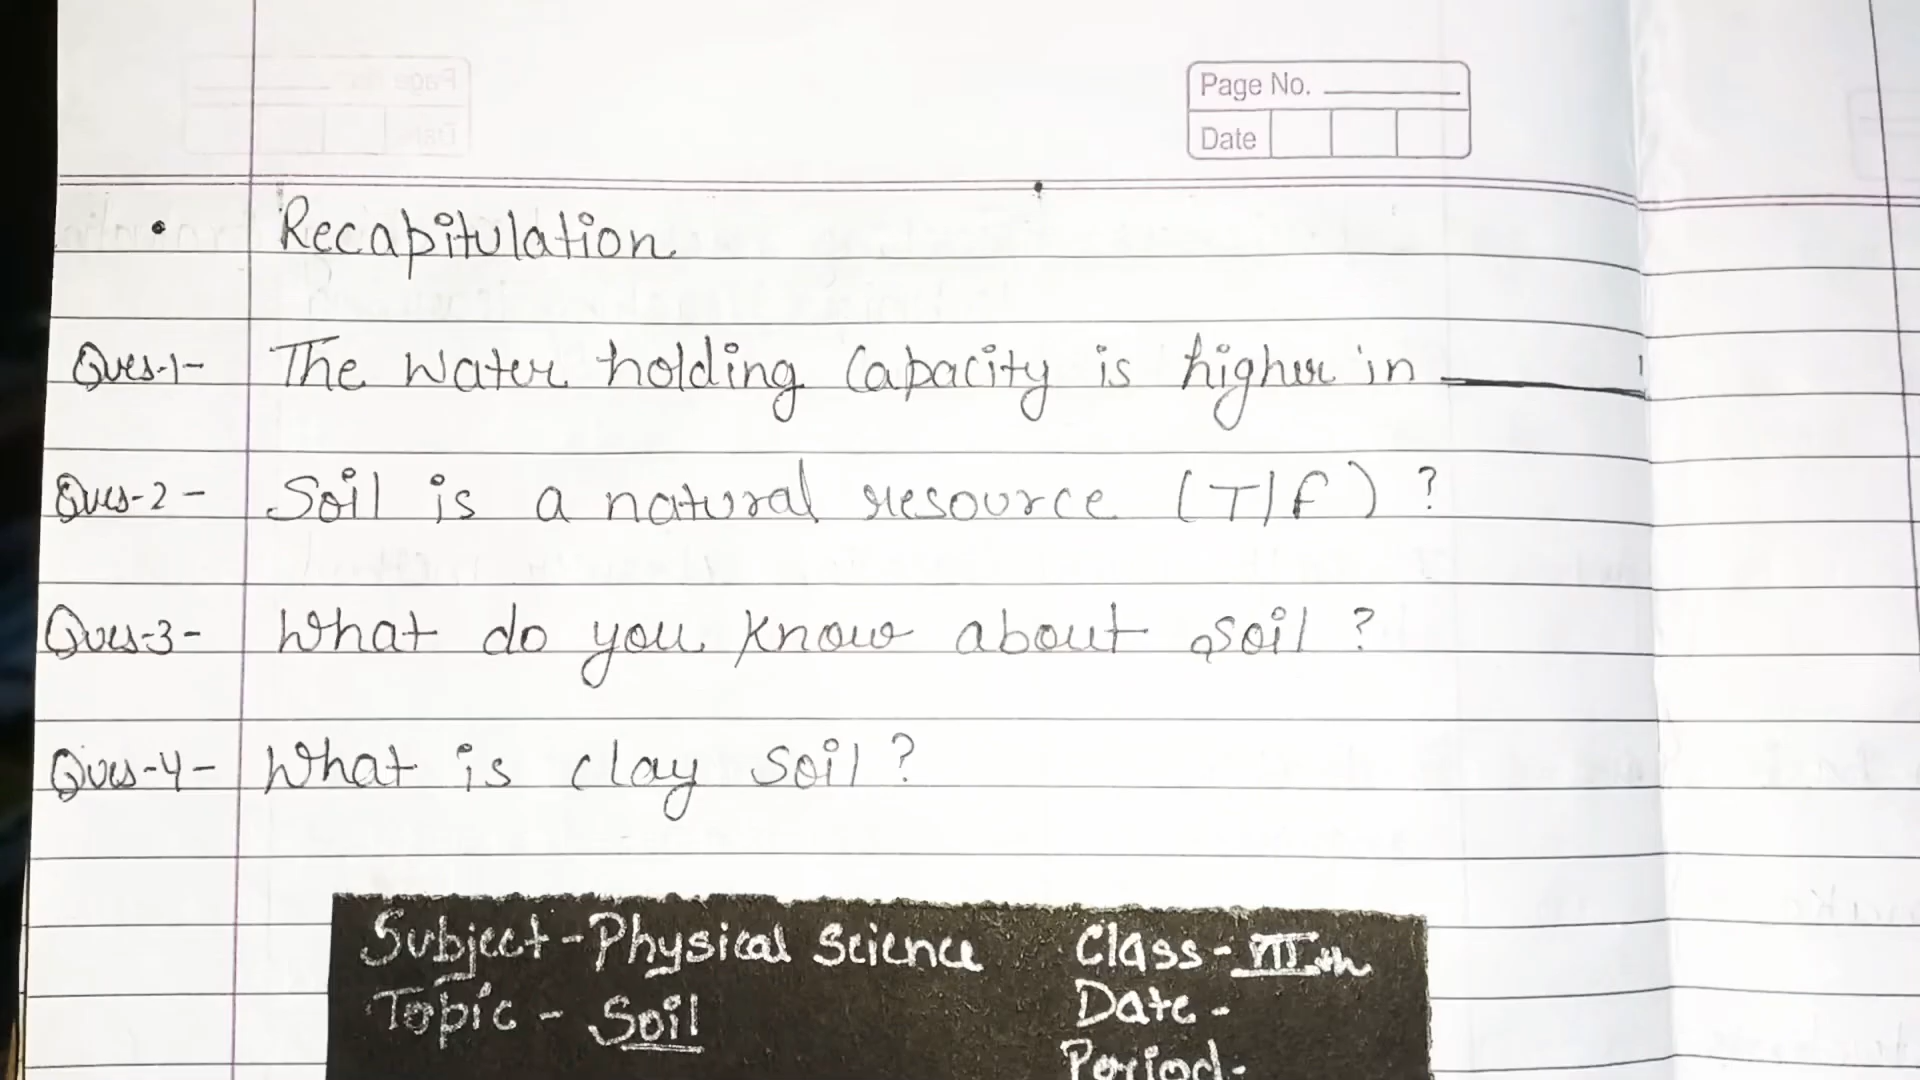 Page No.
Date
• Recapitulation
Ques-1- The water holding capacity is higher in
Ques-2- Soil is a natural resource (T/F) ?
Ques-3- What do you know about soil ?
Ques-4- What is clay soil ?
Subject-Physical Science
Topic - Soil
Class-
Date -
Period-